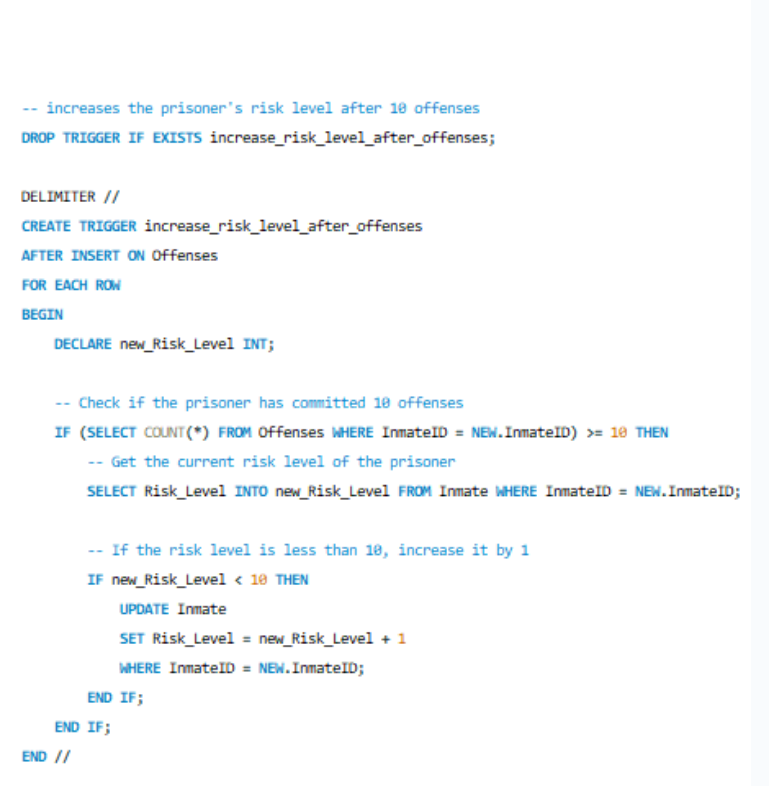 -- increases the prisoner's risk level after 10 offenses
DROP TRIGGER IF EXISTS increase_risk_level_after_offenses;
DELIMITER //
CREATE TRIGGER increase_risk_level_after_offenses
AFTER INSERT ON Offenses
FOR EACH ROW
BEGIN
    DECLARE new_Risk_Level INT;
    -- Check if the prisoner has committed 10 offenses
    IF (SELECT COUNT(*) FROM Offenses WHERE InmateID = NEW.InmateID) >= 10 THEN
        -- Get the current risk level of the prisoner
        SELECT Risk_Level INTO new_Risk_Level FROM Inmate WHERE InmateID = NEW.InmateID;
        -- If the risk level is less than 10, increase it by 1
        IF new_Risk_Level < 10 THEN
            UPDATE Inmate
            SET Risk_Level = new_Risk_Level + 1
            WHERE InmateID = NEW.InmateID;
        END IF;
    END IF;
END //